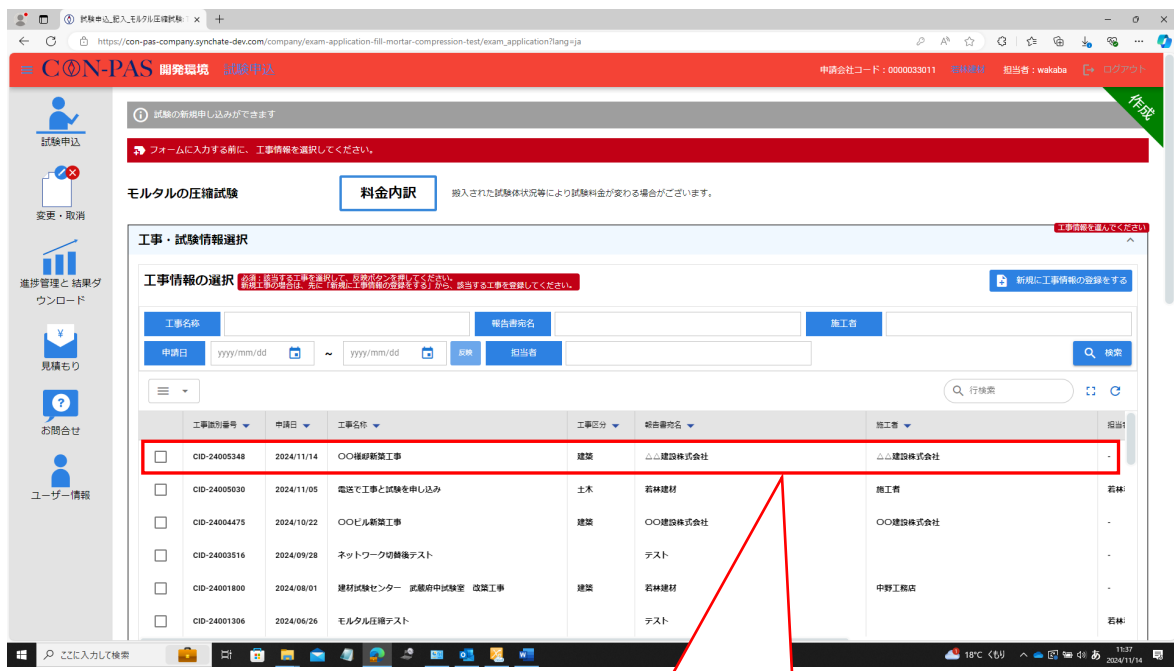 試験申込_記入_モルタル圧縮試験
https://con-pas-company.synchate-dev.com/company/exam-application-fill-mortar-compression-test/exam_application?lang=ja
CON-PAS 開発環境 試験申込 申請会社コード:0000033011 担当者:wakaba ログアウト
作成
試験申込
変更・取消
進捗管理と結果ダ
ウンロード
見積もり
お問合せ
ユーザー情報
試験の新規申し込みができます
フォームに入力する前に、工事情報を選択してください。
モルタルの圧縮試験 料金内訳 搬入された試験体状況等により試験料金が変わる場合がございます。
工事情報を選んでください
工事・試験情報選択
工事情報の選択 必須:該当する工事を選択して、反映ボタンを押してください。
新規工事の場合は、先に「新規に工事情報の登録をする」から、該当する工事を登録してください。
新規に工事情報の登録をする
工事名称 報告書宛名 施工者
申請日 yyyy/mm/dd ~ yyyy/mm/dd 反映 担当者 検索
行検索
工事識別番号 申請日 工事名称 工事区分 報告書宛名 施工者 担当者
CID-24005348 2024/11/14 〇〇様邸新築工事 建築 △△建設株式会社 △△建設株式会社 -
CID-24005030 2024/11/05 電送で工事と試験を申し込み 土木 若林建材 施工者 若林
CID-24004475 2024/10/22 〇〇ビル新築工事 建築 〇〇建設株式会社 〇〇建設株式会社 -
CID-24003516 2024/09/28 ネットワーク切替後テスト テスト -
CID-24001800 2024/08/01 建材試験センター 武蔵府中試験室 改築工事 建築 若林建材 中野工務店 -
CID-24001306 2024/06/26 モルタル圧縮テスト テスト 若林
ここに入力して検索
18°C くもり あ 11:37
2024/11/14